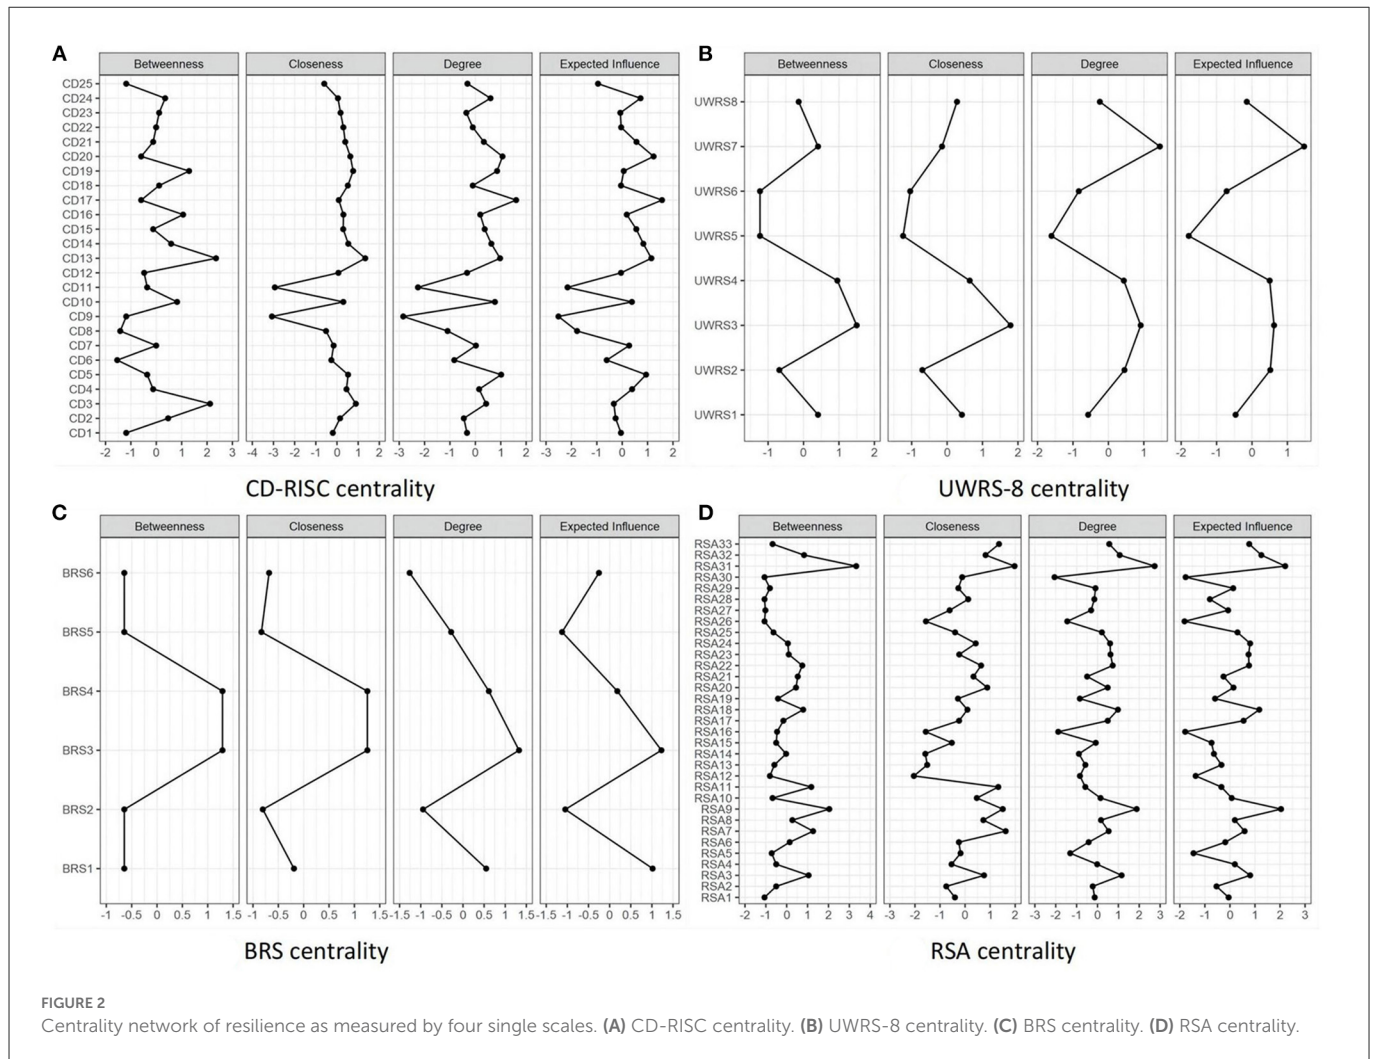 A
Betweenness Closeness Degree Expected Influence
CD25
CD24
CD23
CD22
CD21
CD20
CD19
CD18
CD17
CD16
CD15
CD14
CD13
CD12
CD11
CD10
CD9
CD8
CD7
CD6
CD5
CD4
CD3
CD2
CD1
-2 -1 0 1 2 3 -4 -3 -2 -1 0 1 2 -3 -2 -1 0 1 2 -3 -2 -1 0 1 2
CD-RISC centrality
B
Betweenness Closeness Degree Expected Influence
UWRS8
UWRS7
UWRS6
UWRS5
UWRS4
UWRS3
UWRS2
UWRS1
-1 0 1 2 -1 0 1 2 -2 -1 0 1 -2 -1 0 1
UWRS-8 centrality
C
Betweenness Closeness Degree Expected Influence
BRS6
BRS5
BRS4
BRS3
BRS2
BRS1
-1 -0.5 0 0.5 1 1.5 -1 -0.5 0 0.5 1 1.5 -1.5 -1 -0.5 0 0.5 1 1.5 -1.5 -1 -0.5 0 0.5 1 1.5
BRS centrality
D
Betweenness Closeness Degree Expected Influence
RSA33
RSA32
RSA31
RSA30
RSA29
RSA28
RSA27
RSA26
RSA25
RSA24
RSA23
RSA22
RSA21
RSA20
RSA19
RSA18
RSA17
RSA16
RSA15
RSA14
RSA13
RSA12
RSA11
RSA10
RSA9
RSA8
RSA7
RSA6
RSA5
RSA4
RSA3
RSA2
RSA1
-2 -1 0 1 2 3 4 -3 -2 -1 0 1 2 -3 -2 -1 0 1 2 3 -2 -1 0 1 2 3
RSA centrality
FIGURE 2
Centrality network of resilience as measured by four single scales. (A) CD-RISC centrality. (B) UWRS-8 centrality. (C) BRS centrality. (D) RSA centrality.